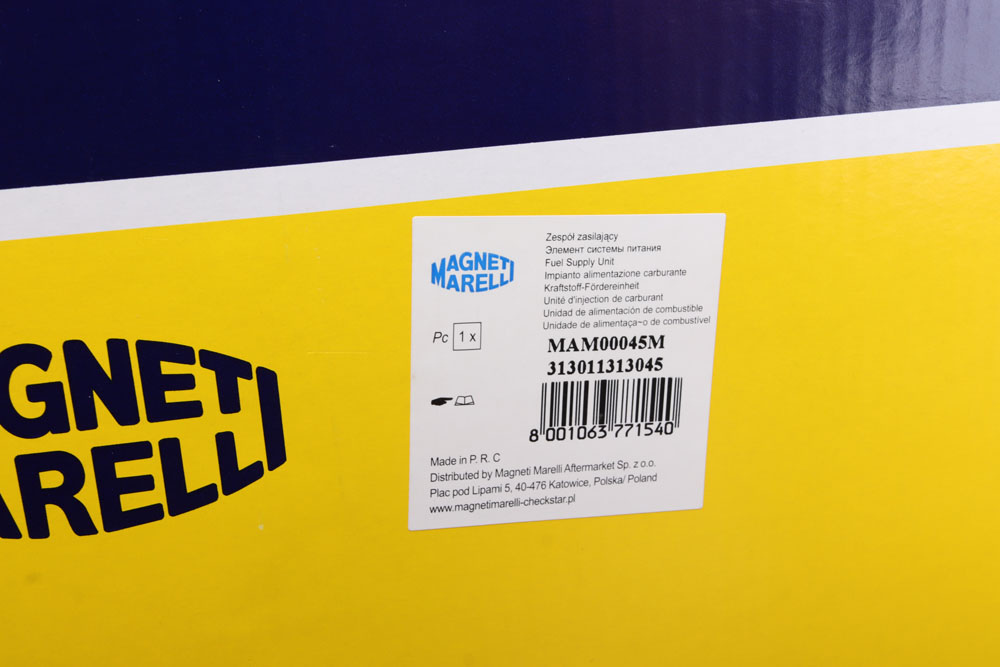 MAGNETI
MARELLI
Zespół zasilający
Элемент системы питания
Fuel Supply Unit
Impianto alimentazione carburante
Kraftstoff-Fördereinheit
Unité d'injection de carburant
Unidad de alimentación de combustible
Unidade de alimentaça~o de combustível
Pc 1 x
MAM00045M
313011313045
8 001063 771540
Made in P. R. C
Distributed by Magneti Marelli Aftermarket Sp. z o.o.
Plac pod Lipami 5, 40-476 Katowice, Polska/ Poland
www.magnetimarelli-checkstar.pl
AGNETI
ARELLI